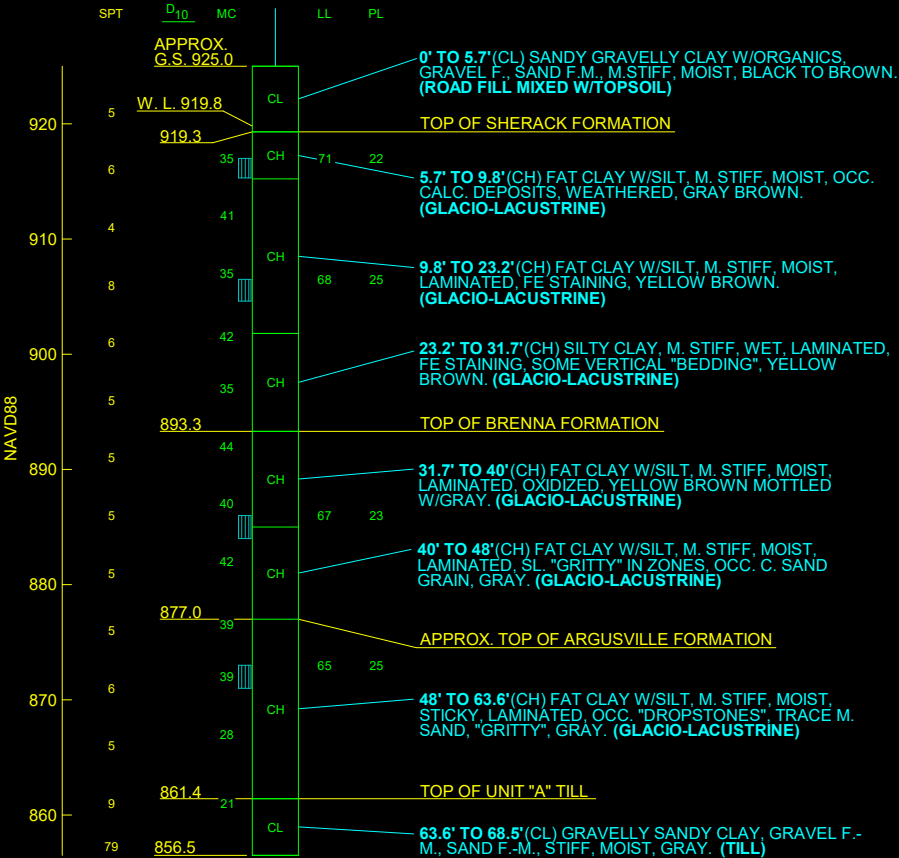 SPT D10 MC LL PL
APPROX.
G.S. 925.0
0' TO 5.7'(CL) SANDY GRAVELLY CLAY W/ORGANICS,
GRAVEL F., SAND F.M., M.STIFF, MOIST, BLACK TO BROWN.
(ROAD FILL MIXED W/TOPSOIL)
CL
W. L. 919.8
5
920
TOP OF SHERACK FORMATION
919.3
35 CH 71 22
6
5.7' TO 9.8'(CH) FAT CLAY W/SILT, M. STIFF, MOIST, OCC.
CALC. DEPOSITS, WEATHERED, GRAY BROWN.
(GLACIO-LACUSTRINE)
41
4
910
CH
9.8' TO 23.2'(CH) FAT CLAY W/SILT, M. STIFF, MOIST,
LAMINATED, FE STAINING, YELLOW BROWN.
(GLACIO-LACUSTRINE)
35
8 68 25
6 42
900
23.2' TO 31.7'(CH) SILTY CLAY, M. STIFF, WET, LAMINATED,
FE STAINING, SOME VERTICAL "BEDDING", YELLOW
BROWN. (GLACIO-LACUSTRINE)
CH
35
5
NAVD88
893.3
TOP OF BRENNA FORMATION
44
5
890
CH
31.7' TO 40'(CH) FAT CLAY W/SILT, M. STIFF, MOIST,
LAMINATED, OXIDIZED, YELLOW BROWN MOTTLED
W/GRAY. (GLACIO-LACUSTRINE)
40
5 67 23
42
5 CH
880
40' TO 48'(CH) FAT CLAY W/SILT, M. STIFF, MOIST,
LAMINATED, SL. "GRITTY" IN ZONES, OCC. C. SAND
GRAIN, GRAY. (GLACIO-LACUSTRINE)
877.0
39
5
APPROX. TOP OF ARGUSVILLE FORMATION
65 25
39
6
870
CH
48' TO 63.6'(CH) FAT CLAY W/SILT, M. STIFF, MOIST,
STICKY, LAMINATED, OCC. "DROPSTONES", TRACE M.
SAND, "GRITTY", GRAY. (GLACIO-LACUSTRINE)
28
5
861.4
TOP OF UNIT "A" TILL
9 21
860
CL
63.6' TO 68.5'(CL) GRAVELLY SANDY CLAY, GRAVEL F.-
M., SAND F.-M., STIFF, MOIST, GRAY. (TILL)
79 856.5